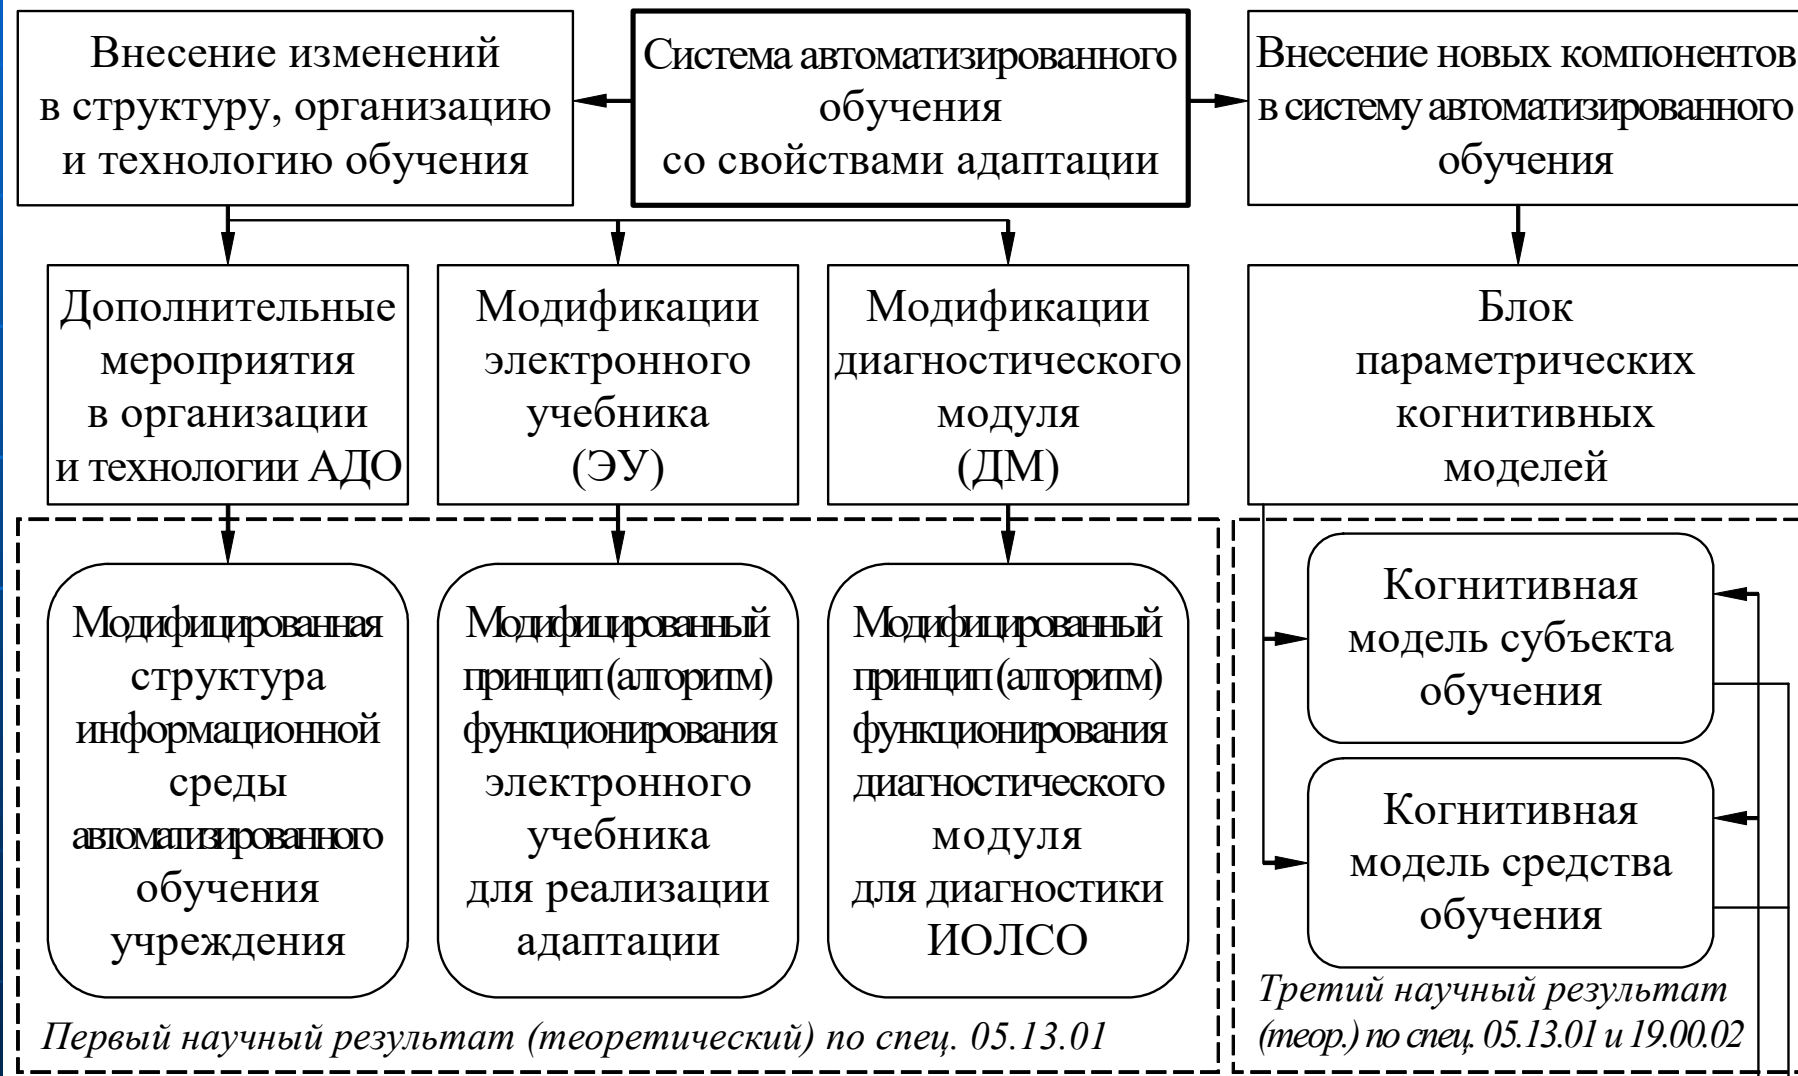 Внесение изменений
в структуру, организацию
и технологию обучения
Система автоматизированного
обучения
со свойствами адаптации
Внесение новых компонентов
в систему автоматизированного
обучения
Дополнительные
мероприятия
в организации
и технологии АДО
Модификации
электронного
учебника
(ЭУ)
Модификации
диагностического
модуля
(ДМ)
Блок
параметрических
когнитивных
моделей
Модифицированная
структура
информационной
среды
автоматизированного
обучения
учреждения
Модифицированный
принцип (алгоритм)
функционирования
электронного
учебника
для реализации
адаптации
Модифицированный
принцип (алгоритм)
функционирования
диагностического
модуля
для диагностики
ИОЛСО
Когнитивная
модель субъекта
обучения
Когнитивная
модель средства
обучения
Первый научный результат (теоретический) по спец. 05.13.01
Третий научный результат
(теор.) по спец. 05.13.01 и 19.00.02